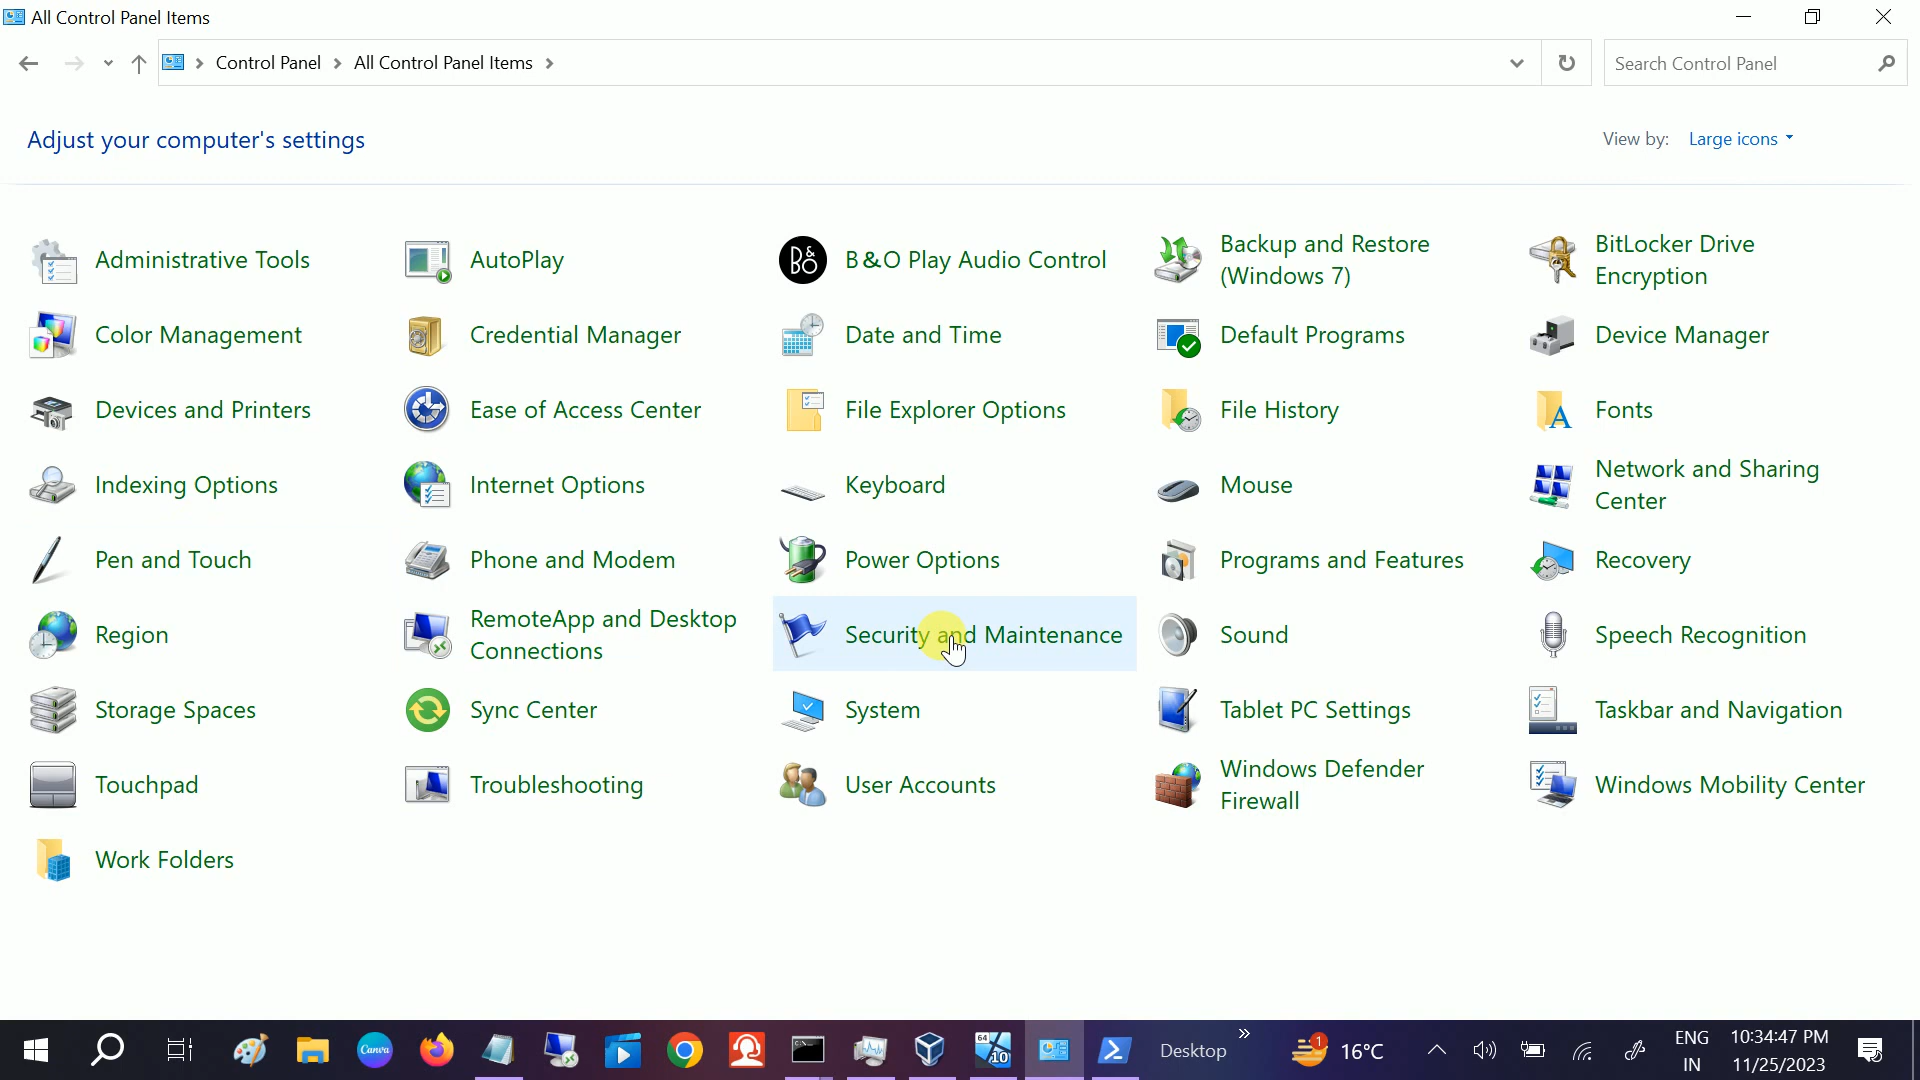 All Control Panel Items
Control Panel
All Control Panel Items
Search Control Panel
Adjust your computer's settings
View by: Large icons
Administrative Tools
AutoPlay
B&O Play Audio Control
Backup and Restore
(Windows 7)
BitLocker Drive
Encryption
Color Management
Credential Manager
Date and Time
Default Programs
Device Manager
Devices and Printers
Ease of Access Center
File Explorer Options
File History
Fonts
Indexing Options
Internet Options
Keyboard
Mouse
Network and Sharing
Center
Pen and Touch
Phone and Modem
Power Options
Programs and Features
Recovery
Region
RemoteApp and Desktop
Connections
Security and Maintenance
Sound
Speech Recognition
Storage Spaces
Sync Center
System
Tablet PC Settings
Taskbar and Navigation
Touchpad
Troubleshooting
User Accounts
Windows Defender
Firewall
Windows Mobility Center
Work Folders
Canva
64
10
Desktop
1
16°C
ENG
IN
10:34:47 PM
11/25/2023